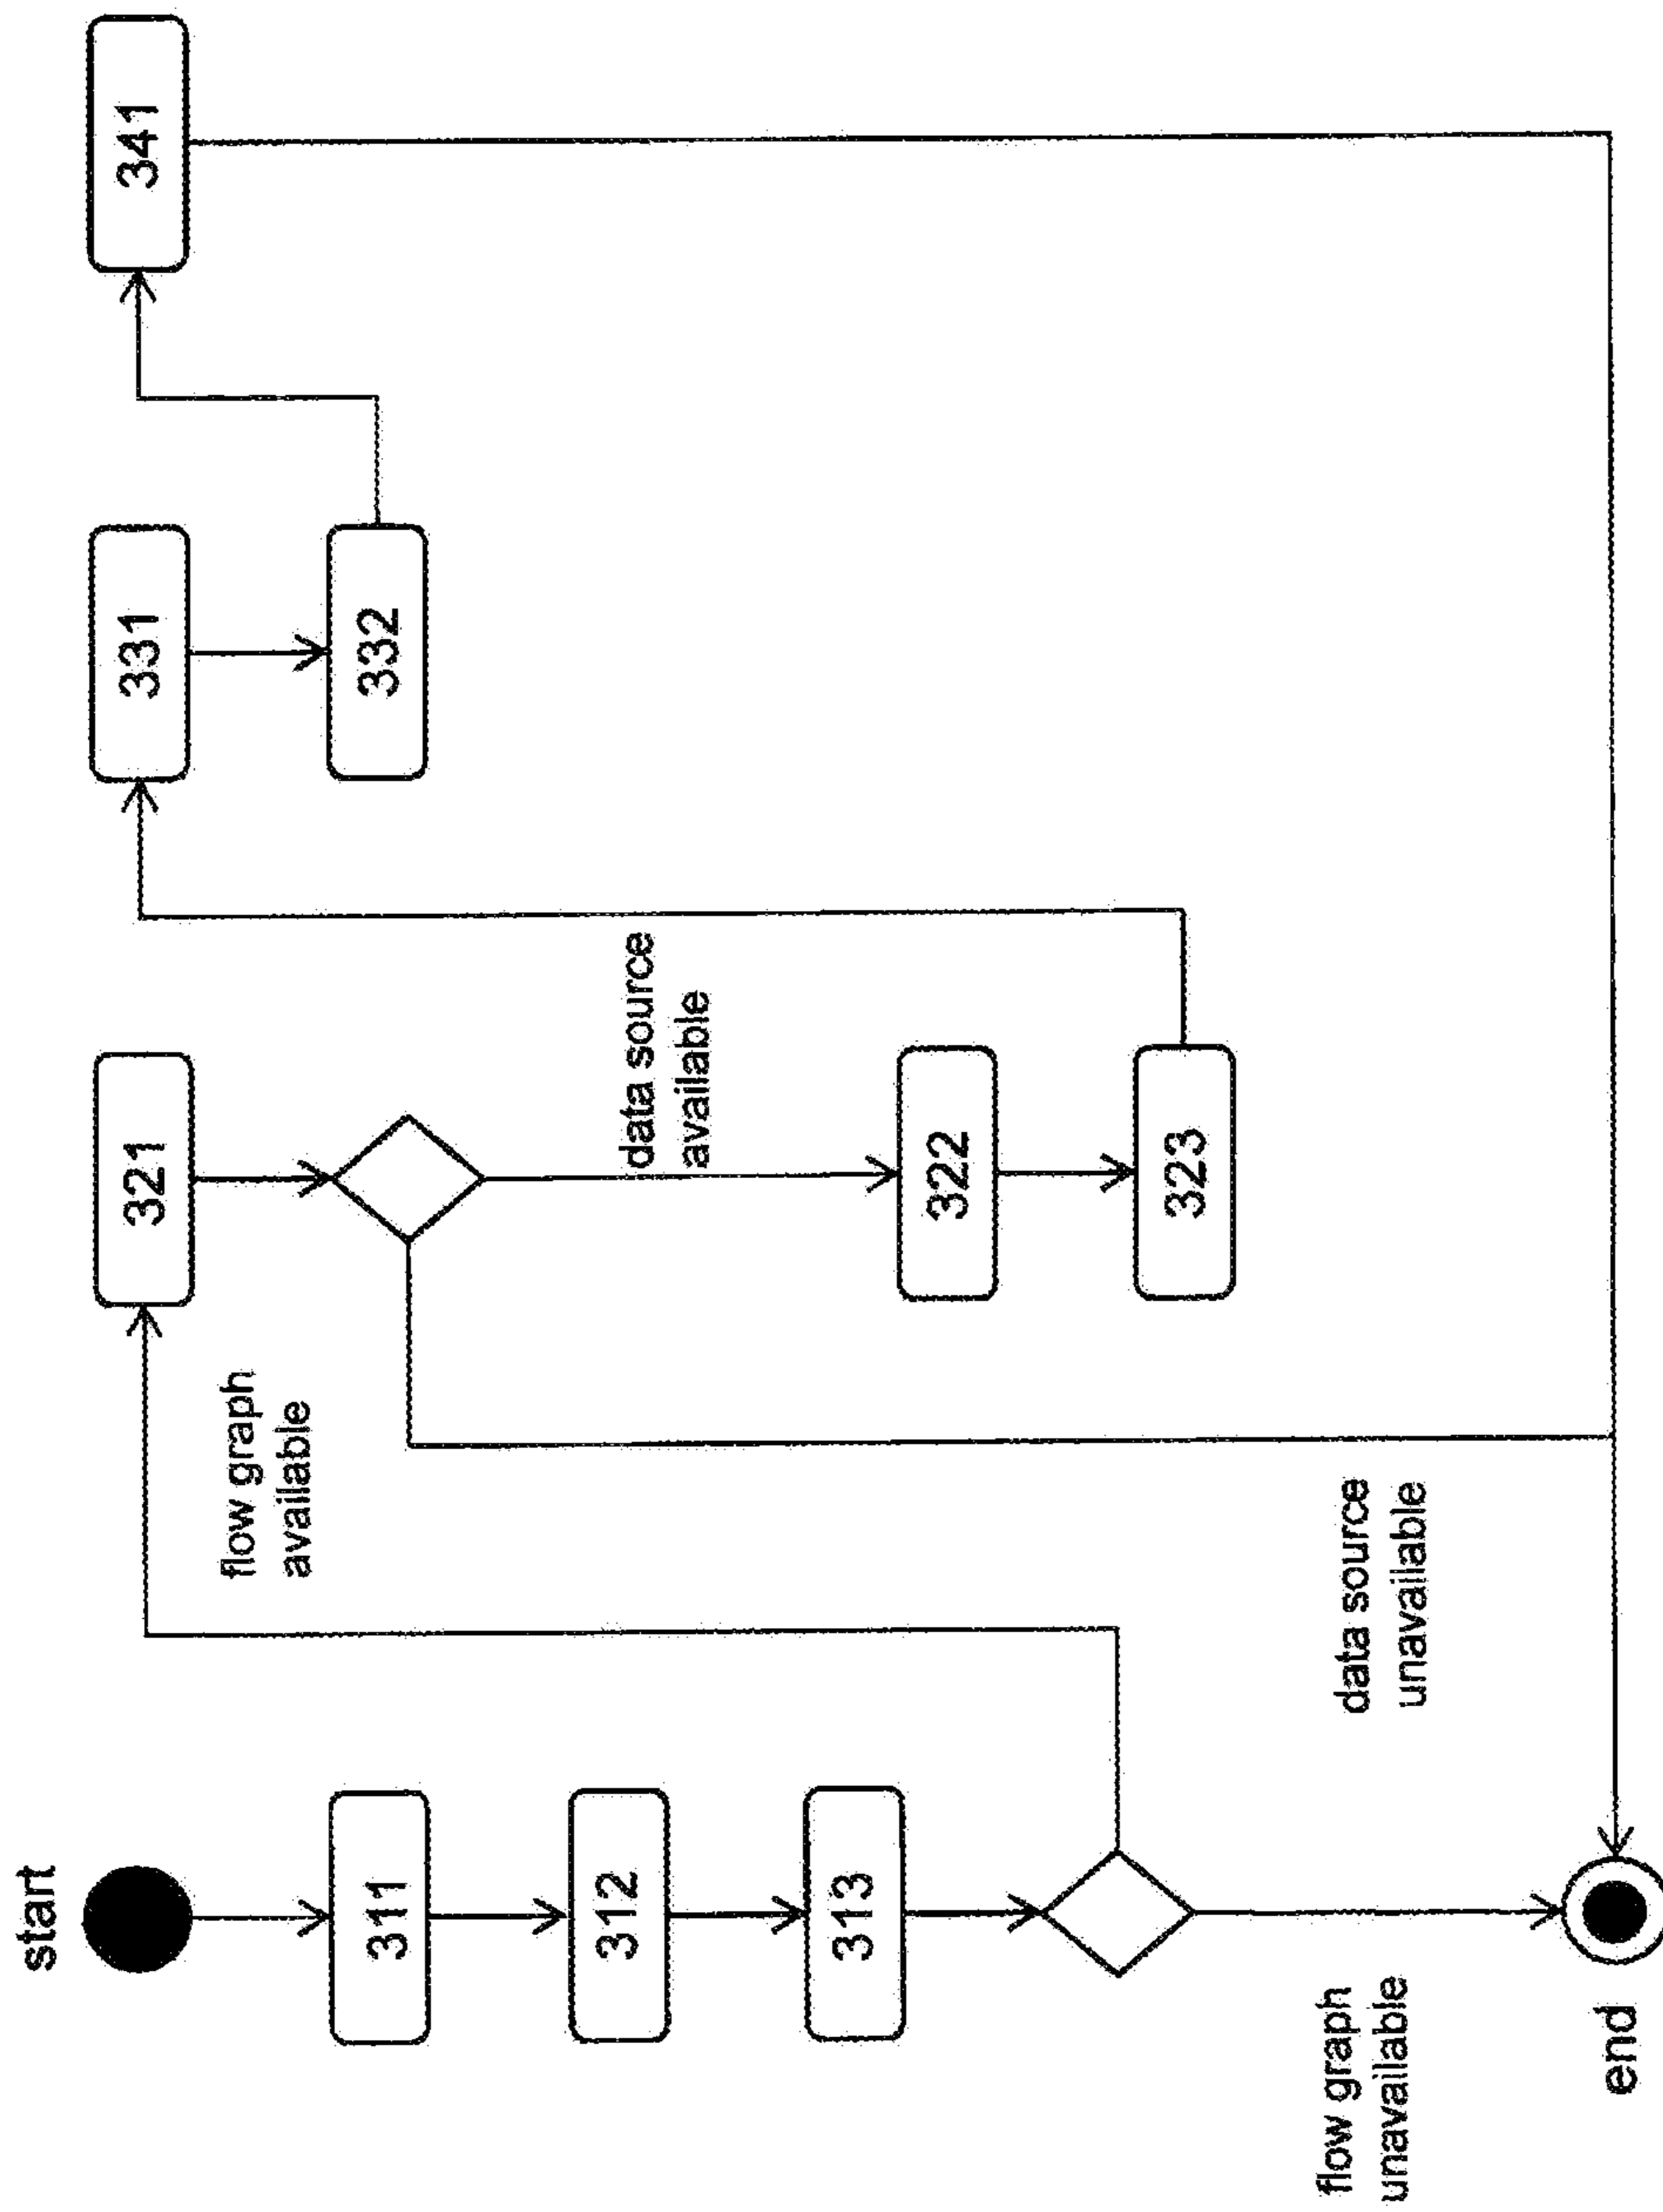 start
311
312
313
flow graph
unavailable
end
flow graph
available
321
data source
available
322
323
data source
unavailable
331
332
341